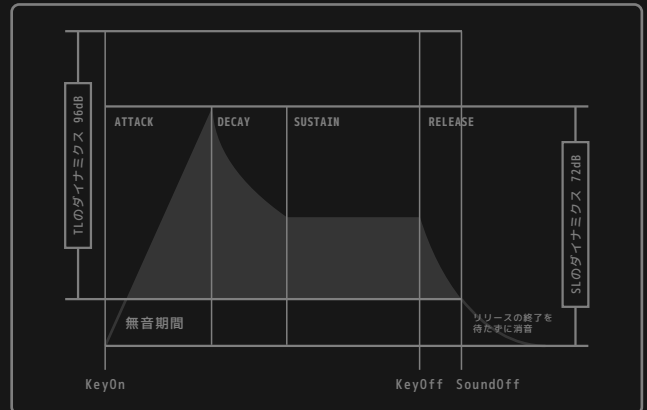 TLのダイナミクス 96dB
ATTACK
DECAY
SUSTAIN
RELEASE
SLのダイナミクス 72dB
無音期間
リリースの終了を
待たずに消音
KeyOn
KeyOff
SoundOff